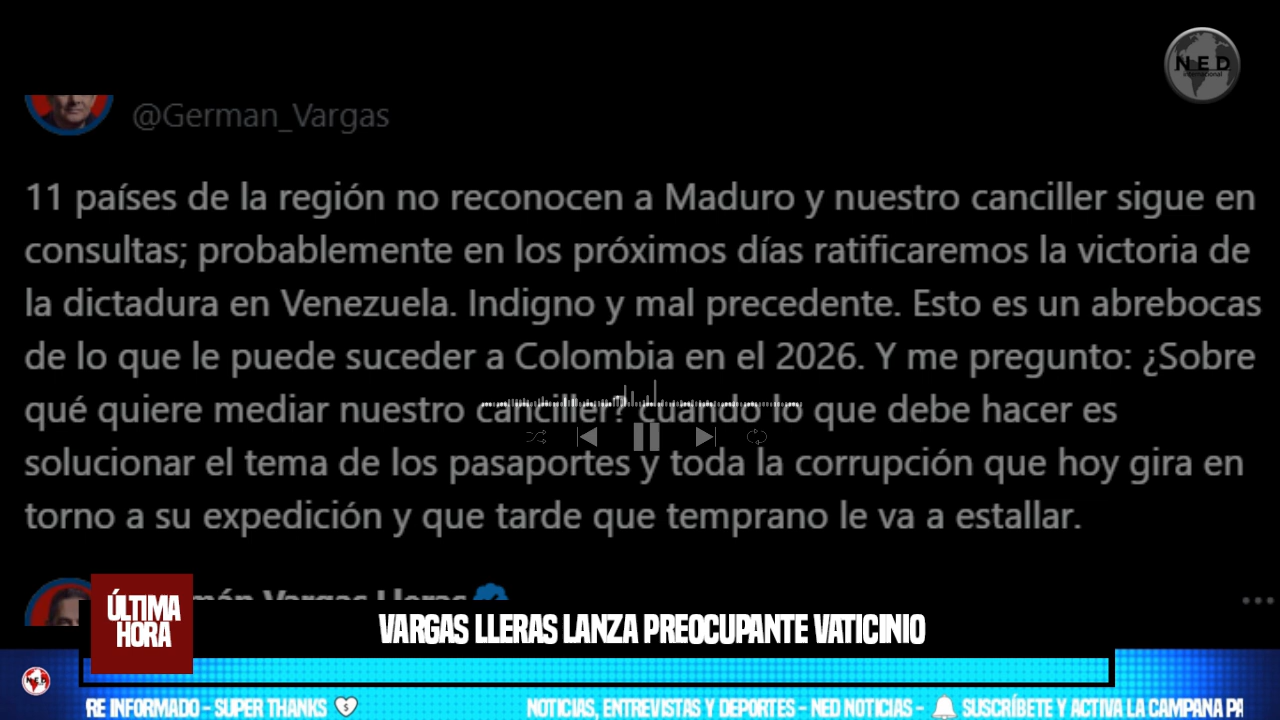 NED
international
@German_Vargas
11 países de la región no reconocen a Maduro y nuestro canciller sigue en
consultas; probablemente en los próximos días ratificaremos la victoria de
la dictadura en Venezuela. Indigno y mal precedente. Esto es un abrebocas
de lo que le puede suceder a Colombia en el 2026. Y me pregunto: ¿Sobre
qué quiere mediar nuestro canciller? cuando lo que debe hacer es
solucionar el tema de los pasaportes y toda la corrupción que hoy gira en
torno a su expedición y que tarde que temprano le va a estallar.
Vargas Lleras
ÚLTIMA
HORA
VARGAS LLERAS LANZA PREOCUPANTE VATICINIO
NED
RE INFORMADO - SUPER THANKS
NOTICIAS, ENTREVISTAS Y DEPORTES - NED NOTICIAS -
SUSCRÍBETE Y ACTIVA LA CAMPANA PA